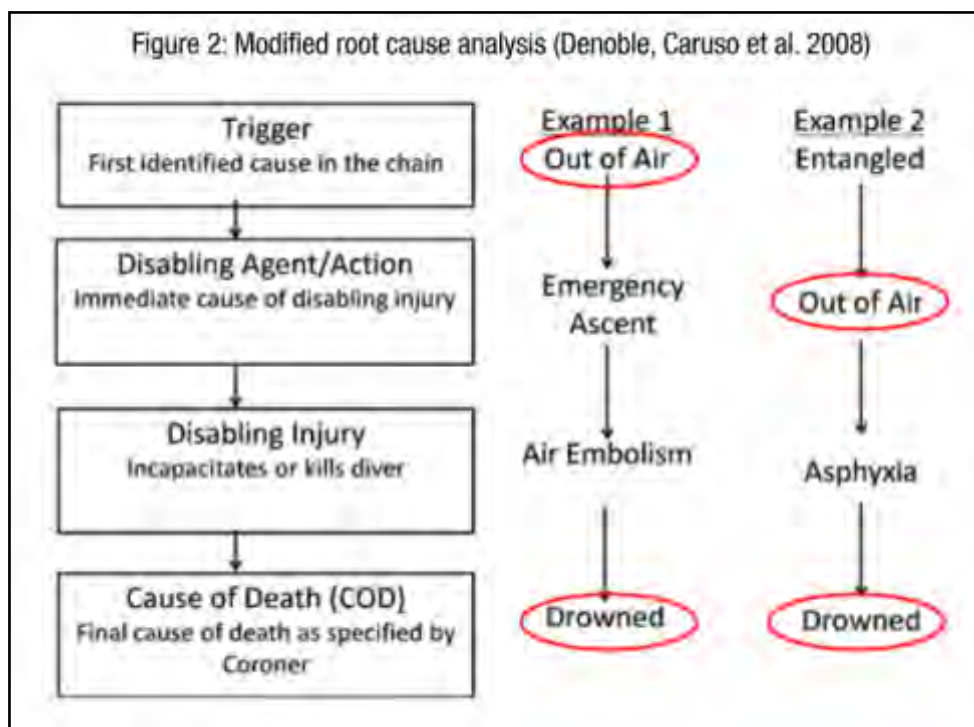 Figure 2: Modified root cause analysis (Denoble, Caruso et al. 2008)
Trigger
First identified cause in the chain
Disabling Agent/Action
Immediate cause of disabling injury
Disabling Injury
Incapacitates or kills diver
Cause of Death (COD)
Final cause of death as specified by
Coroner
Example 1
Out of Air
Emergency
Ascent
Air Embolism
Drowned
Example 2
Entangled
Out of Air
Asphyxia
Drowned